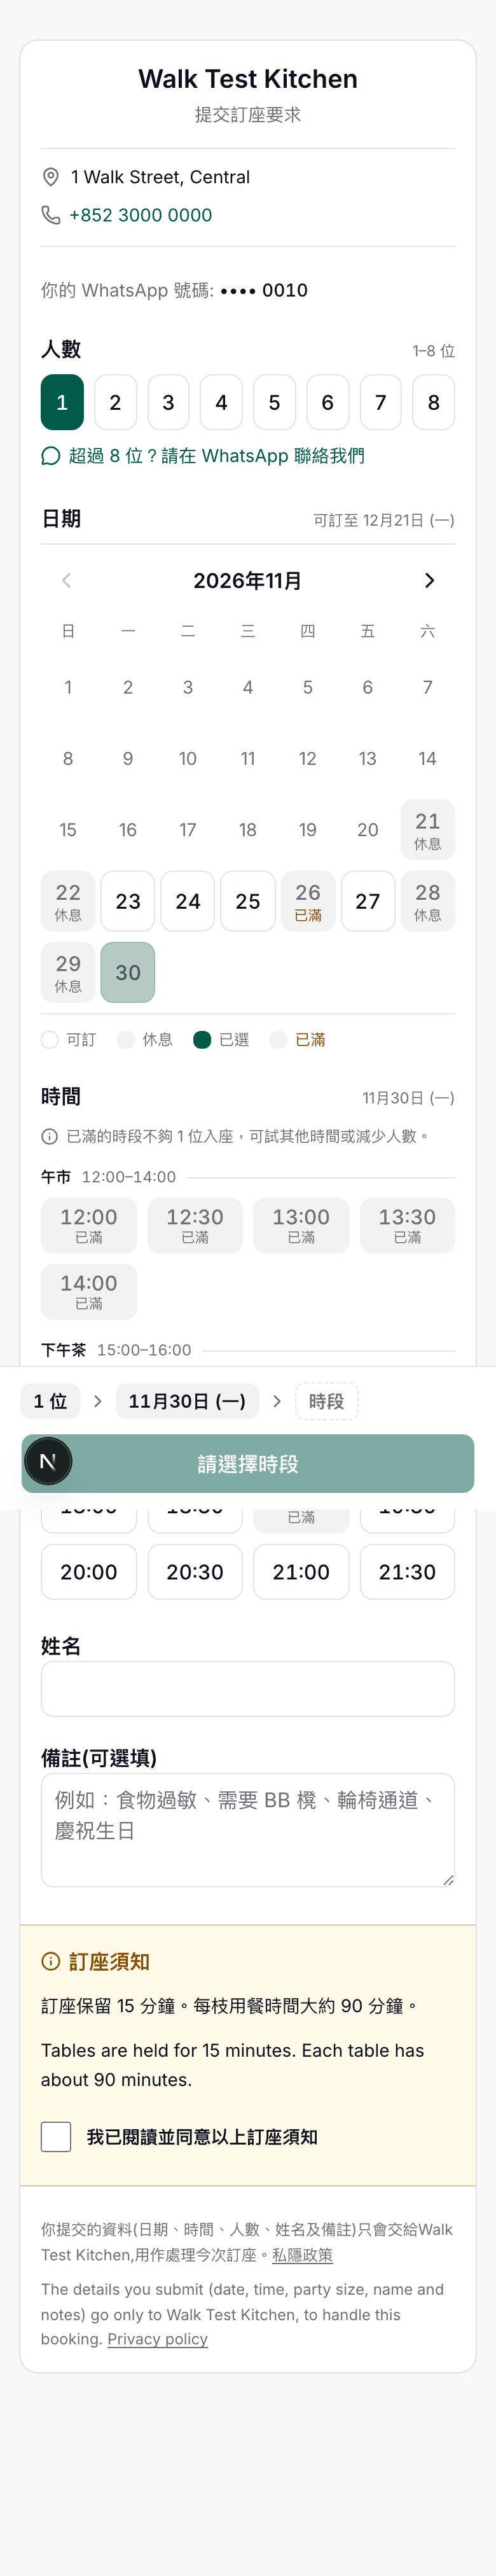 Walk Test Kitchen
提交訂座要求
1 Walk Street, Central
+852 3000 0000
你的 WhatsApp 號碼: •••• 0010
人數 1–8 位
1 2 3 4 5 6 7 8
超過 8 位？請在 WhatsApp 聯絡我們
日期 可訂至 12月21日 (一)
2026年11月
日 一 二 三 四 五 六
1 2 3 4 5 6 7
8 9 10 11 12 13 14
15 16 17 18 19 20 21
休息
22 23 24 25 26 27 28
休息 已滿 休息
29 30
休息
可訂 休息 已選 已滿
時間 11月30日 (一)
已滿的時段不夠 1 位入座，可試其他時間或減少人數。
午市 12:00–14:00
12:00 12:30 13:00 13:30
已滿 已滿 已滿 已滿
14:00
已滿
下午茶 15:00–16:00
1 位 11月30日 (一) 時段
N 請選擇時段
已滿
20:00 20:30 21:00 21:30
姓名
備註(可選填)
例如：食物過敏、需要 BB 櫈、輪椅通道、
慶祝生日
訂座須知
訂座保留 15 分鐘。每枝用餐時間大約 90 分鐘。
Tables are held for 15 minutes. Each table has
about 90 minutes.
我已閱讀並同意以上訂座須知
你提交的資料(日期、時間、人數、姓名及備註)只會交給Walk
Test Kitchen,用作處理今次訂座。私隱政策
The details you submit (date, time, party size, name and
notes) go only to Walk Test Kitchen, to handle this
booking. Privacy policy